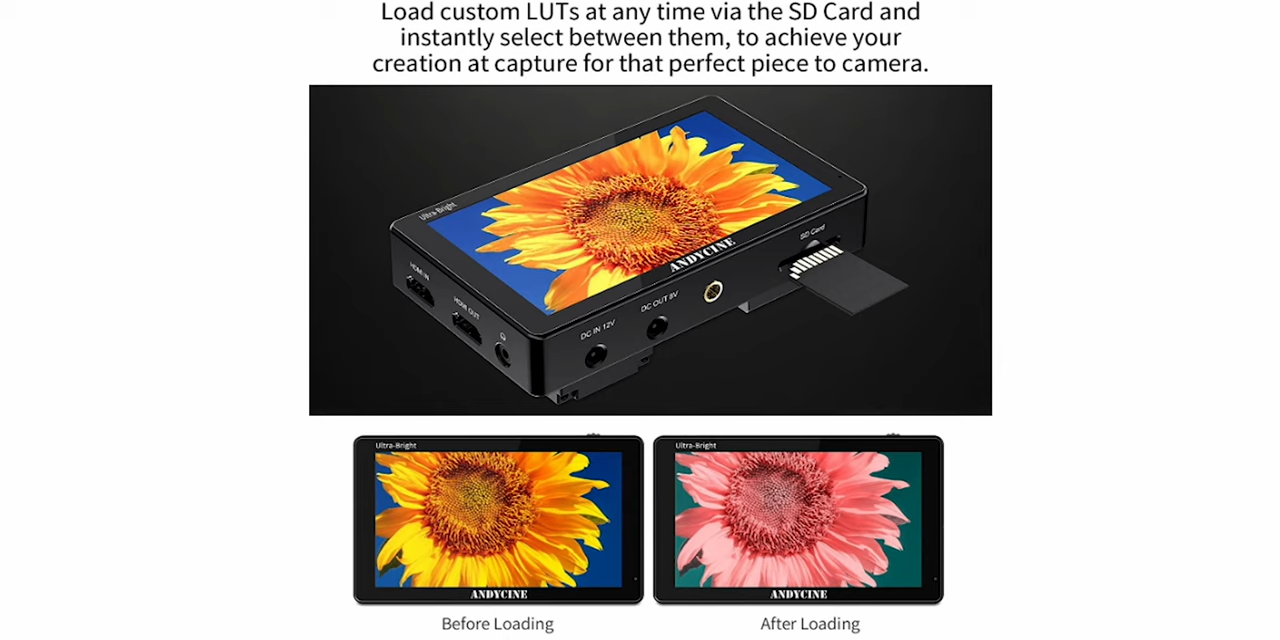 Load custom LUTs at any time via the SD Card and
instantly select between them, to achieve your
creation at capture for that perfect piece to camera.
Ultra-Bright
ANDYCINE
SD Card
HDMI IN
HDMI OUT
DC IN 12V
DC OUT 8V
Ultra-Bright
ANDYCINE
Ultra-Bright
ANDYCINE
Before Loading
After Loading